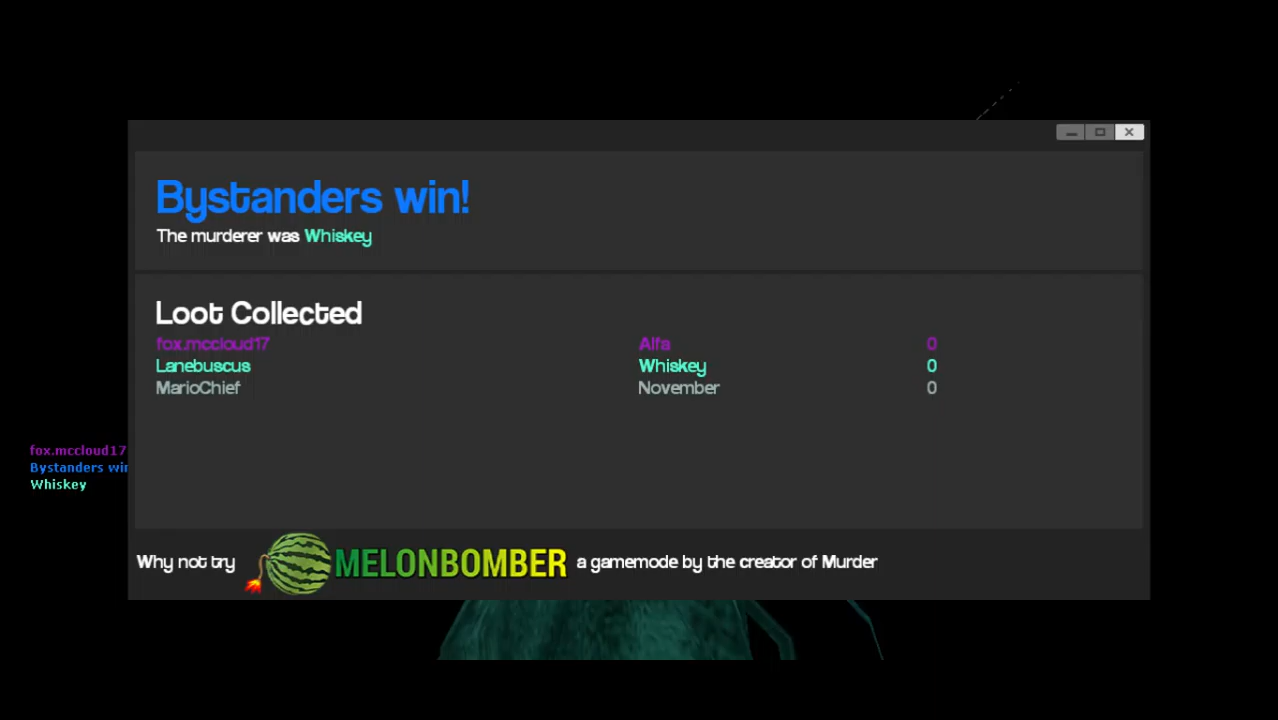 Bystanders win!
The murderer was Whiskey
Loot Collected
fox.mccloud17 Alfa 0
Lanebuscus Whiskey 0
MarioChief November 0
fox.mccloud17
Bystanders win
Whiskey
Why not try MELONBOMBER a gamemode by the creator of Murder